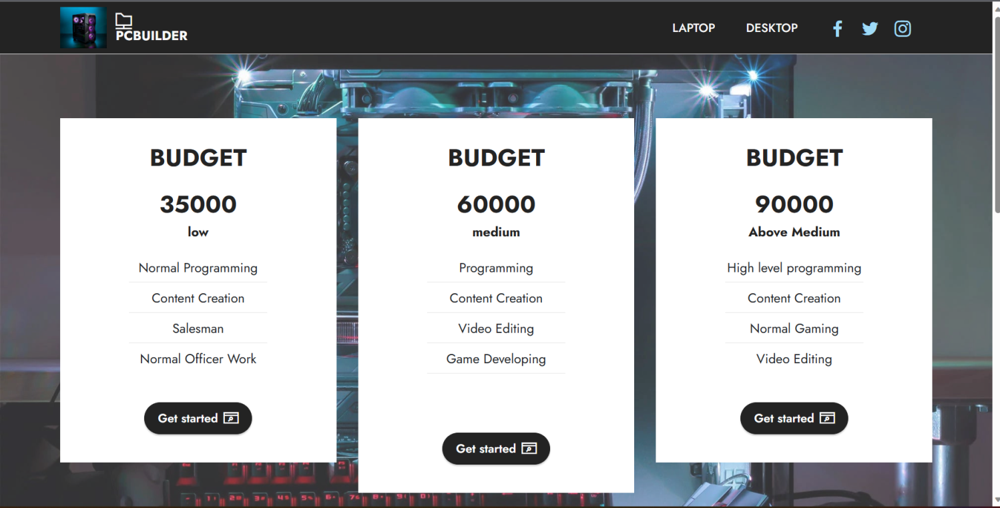 PCBUILDER
LAPTOP
DESKTOP
BUDGET
35000
low
Normal Programming
Content Creation
Salesman
Normal Officer Work
Get started
BUDGET
60000
medium
Programming
Content Creation
Video Editing
Game Developing
Get started
BUDGET
90000
Above Medium
High level programming
Content Creation
Normal Gaming
Video Editing
Get started